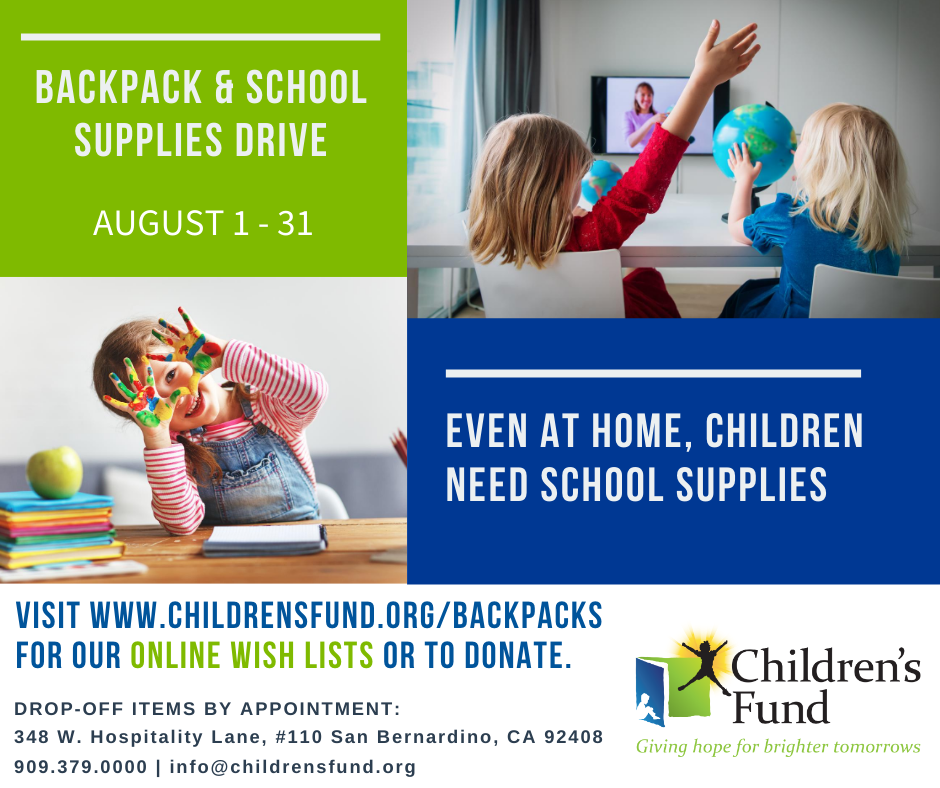 BACKPACK & SCHOOL
SUPPLIES DRIVE
AUGUST 1 - 31
EVEN AT HOME, CHILDREN
NEED SCHOOL SUPPLIES
VISIT WWW.CHILDRENSFUND.ORG/BACKPACKS
FOR OUR ONLINE WISH LISTS OR TO DONATE.
DROP-OFF ITEMS BY APPOINTMENT:
348 W. Hospitality Lane, #110 San Bernardino, CA 92408
909.379.0000 | info@childrensfund.org
Children's
Fund
Giving hope for brighter tomorrows